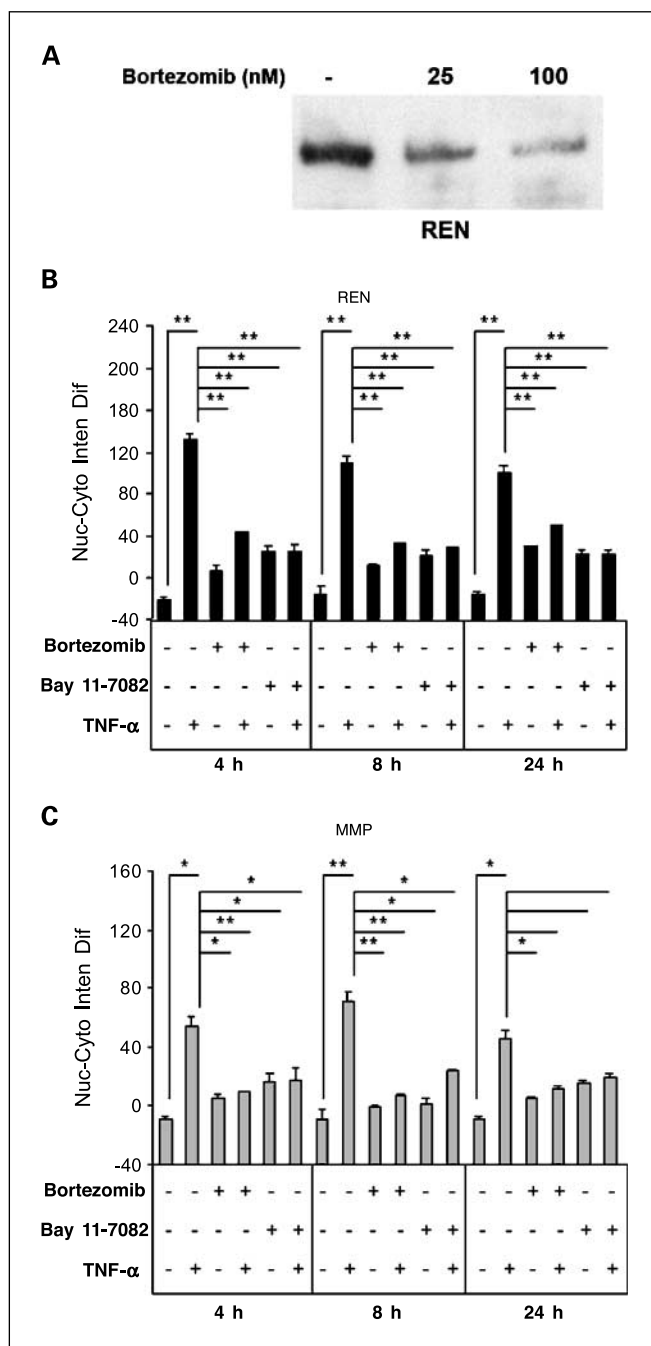 A
Bortezomib (nM) - 25 100
REN
B
REN
** ** **
240
** ** **
200
** ** **
** ** **
180
** ** **
120
80
40
0
-40
Nuc-Cyto Inten Dif
Bortezomib - - + + - - - - + + - - - - + + - -
Bay 11-7082 - - - - + + - - - - + + - - - - + +
TNF-α - + - + - + - + - + - + - + - + - +
4 h 8 h 24 h
C
MMP
* ** *
160
* *
* *
120
** **
* ** *
80
40
0
-40
Nuc-Cyto Inten Dif
Bortezomib - - + + - - - - + + - - - - + + - -
Bay 11-7082 - - - - + + - - - - + + - - - - + +
TNF-α - + - + - + - + - + - + - + - + - +
4 h 8 h 24 h